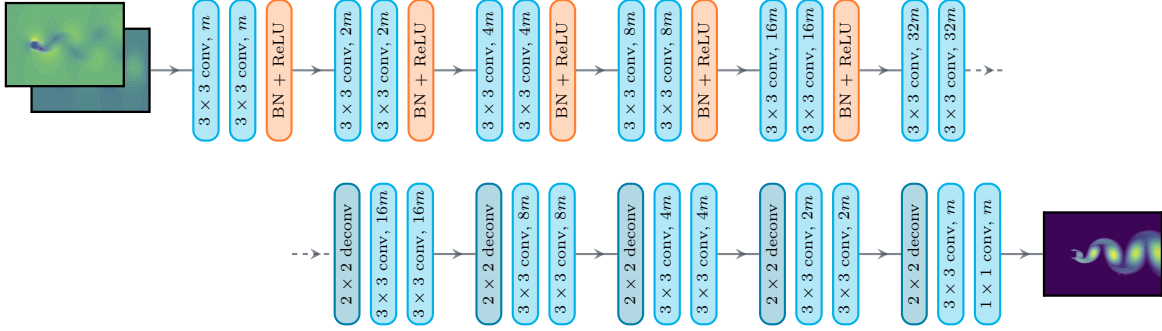 3 × 3 conv, m
3 × 3 conv, m
BN + ReLU
3 × 3 conv, 2m
3 × 3 conv, 2m
BN + ReLU
3 × 3 conv, 4m
3 × 3 conv, 4m
BN + ReLU
3 × 3 conv, 8m
3 × 3 conv, 8m
BN + ReLU
3 × 3 conv, 16m
3 × 3 conv, 16m
BN + ReLU
3 × 3 conv, 32m
3 × 3 conv, 32m
2 × 2 deconv
3 × 3 conv, 16m
3 × 3 conv, 16m
2 × 2 deconv
3 × 3 conv, 8m
3 × 3 conv, 8m
2 × 2 deconv
3 × 3 conv, 4m
3 × 3 conv, 4m
2 × 2 deconv
3 × 3 conv, 2m
3 × 3 conv, 2m
2 × 2 deconv
3 × 3 conv, m
1 × 1 conv, m